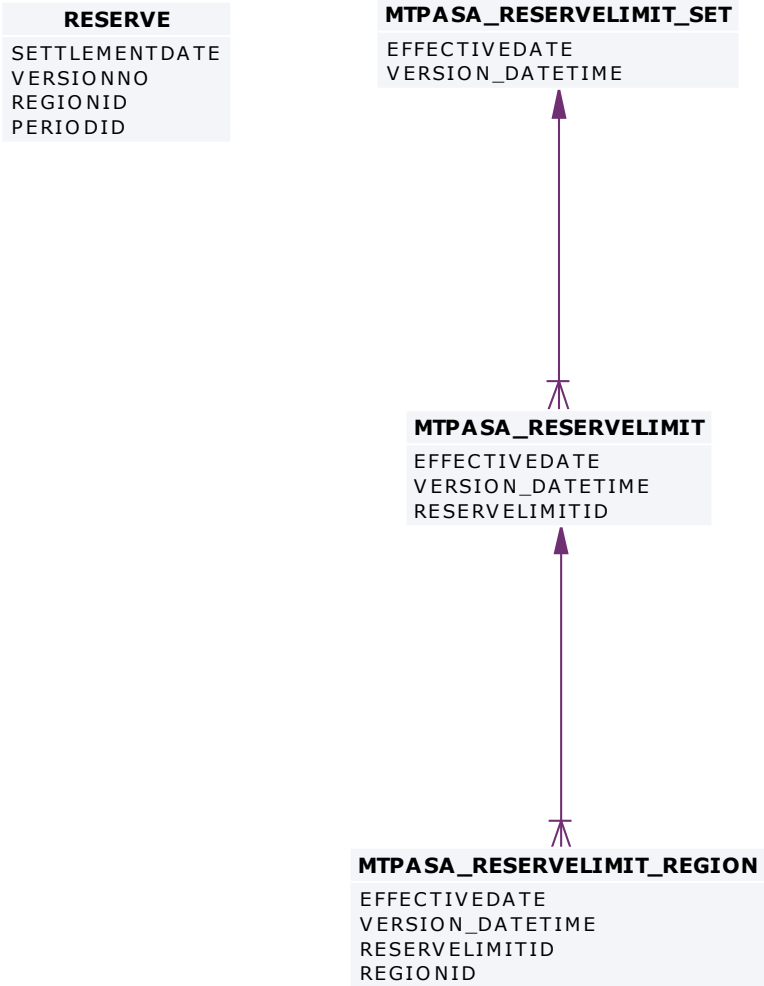 RESERVE
SETTLEMENTDATE
VERSIONNO
REGIONID
PERIODID
MTPASA_RESERVELIMIT_SET
EFFECTIVEDATE
VERSION_DATETIME
MTPASA_RESERVELIMIT
EFFECTIVEDATE
VERSION_DATETIME
RESERVELIMITID
MTPASA_RESERVELIMIT_REGION
EFFECTIVEDATE
VERSION_DATETIME
RESERVELIMITID
REGIONID